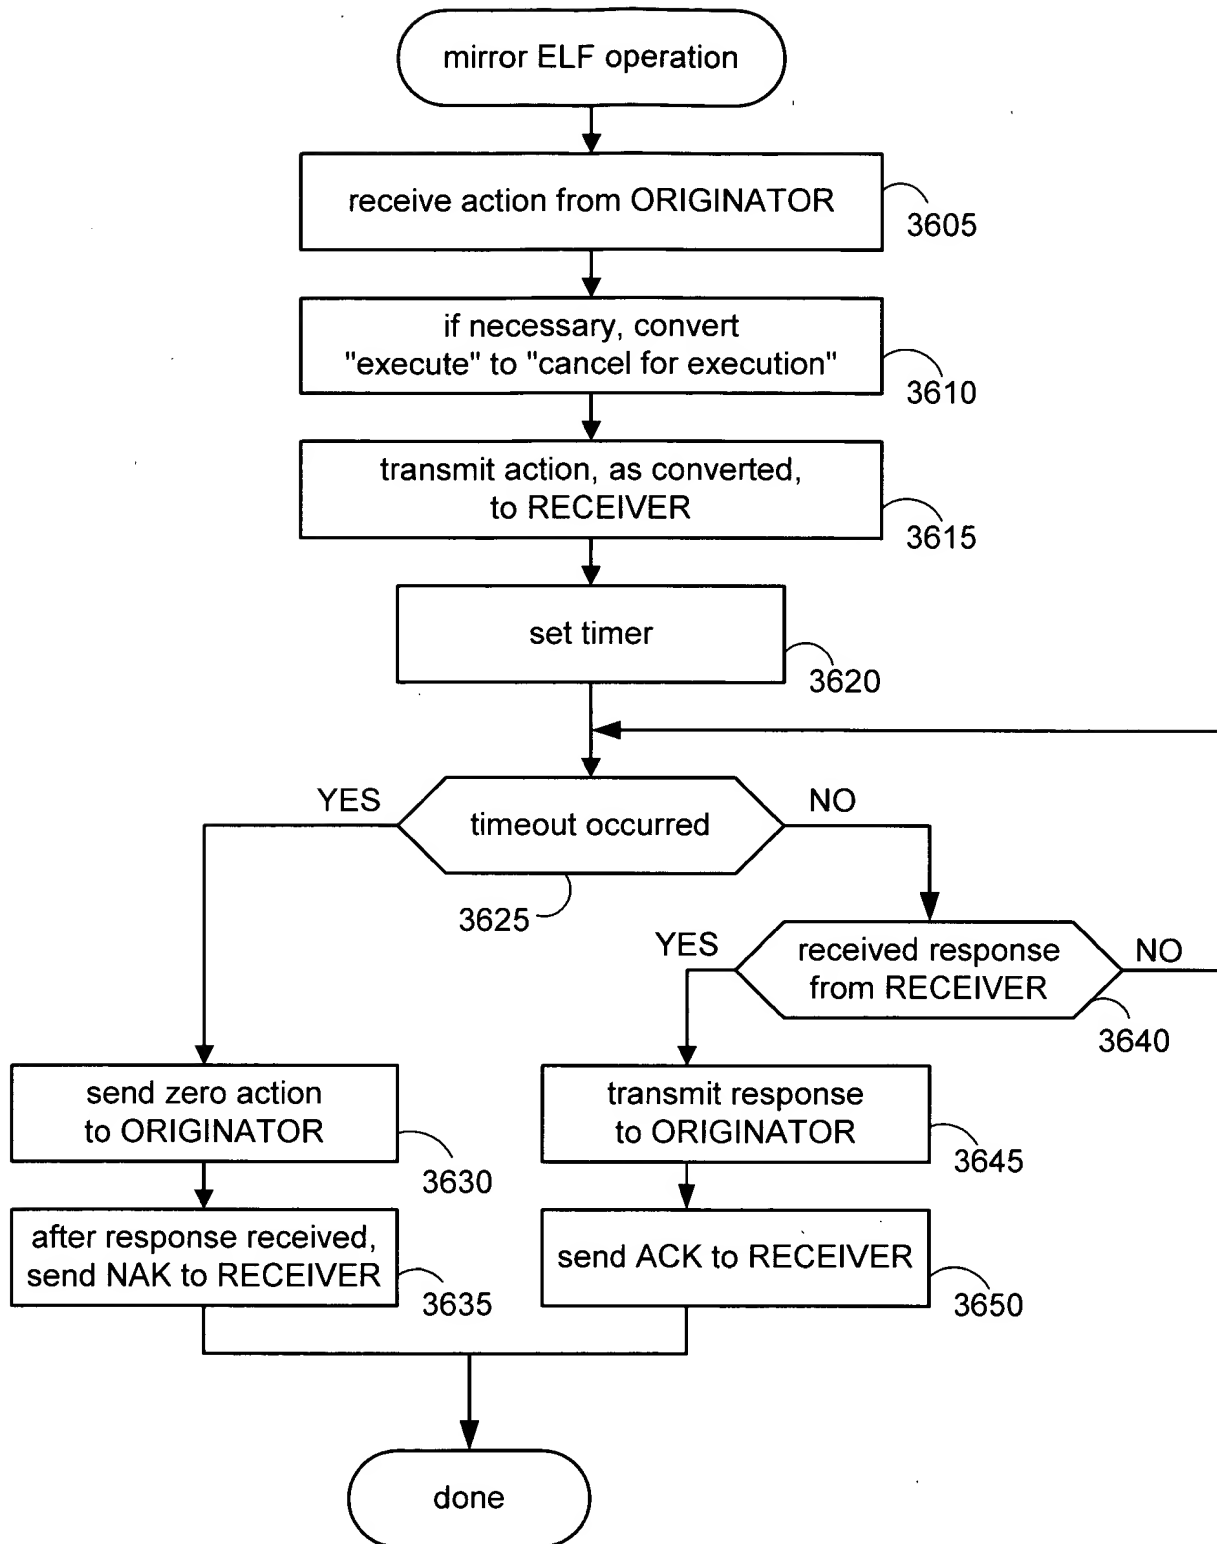 mirror ELF operation
receive action from ORIGINATOR
3605
if necessary, convert
"execute" to "cancel for execution"
3610
transmit action, as converted,
to RECEIVER
3615
set timer
3620
YES
NO
timeout occurred
3625
YES
NO
received response
from RECEIVER
3640
send zero action
to ORIGINATOR
3630
transmit response
to ORIGINATOR
3645
after response received,
send NAK to RECEIVER
3635
send ACK to RECEIVER
3650
done